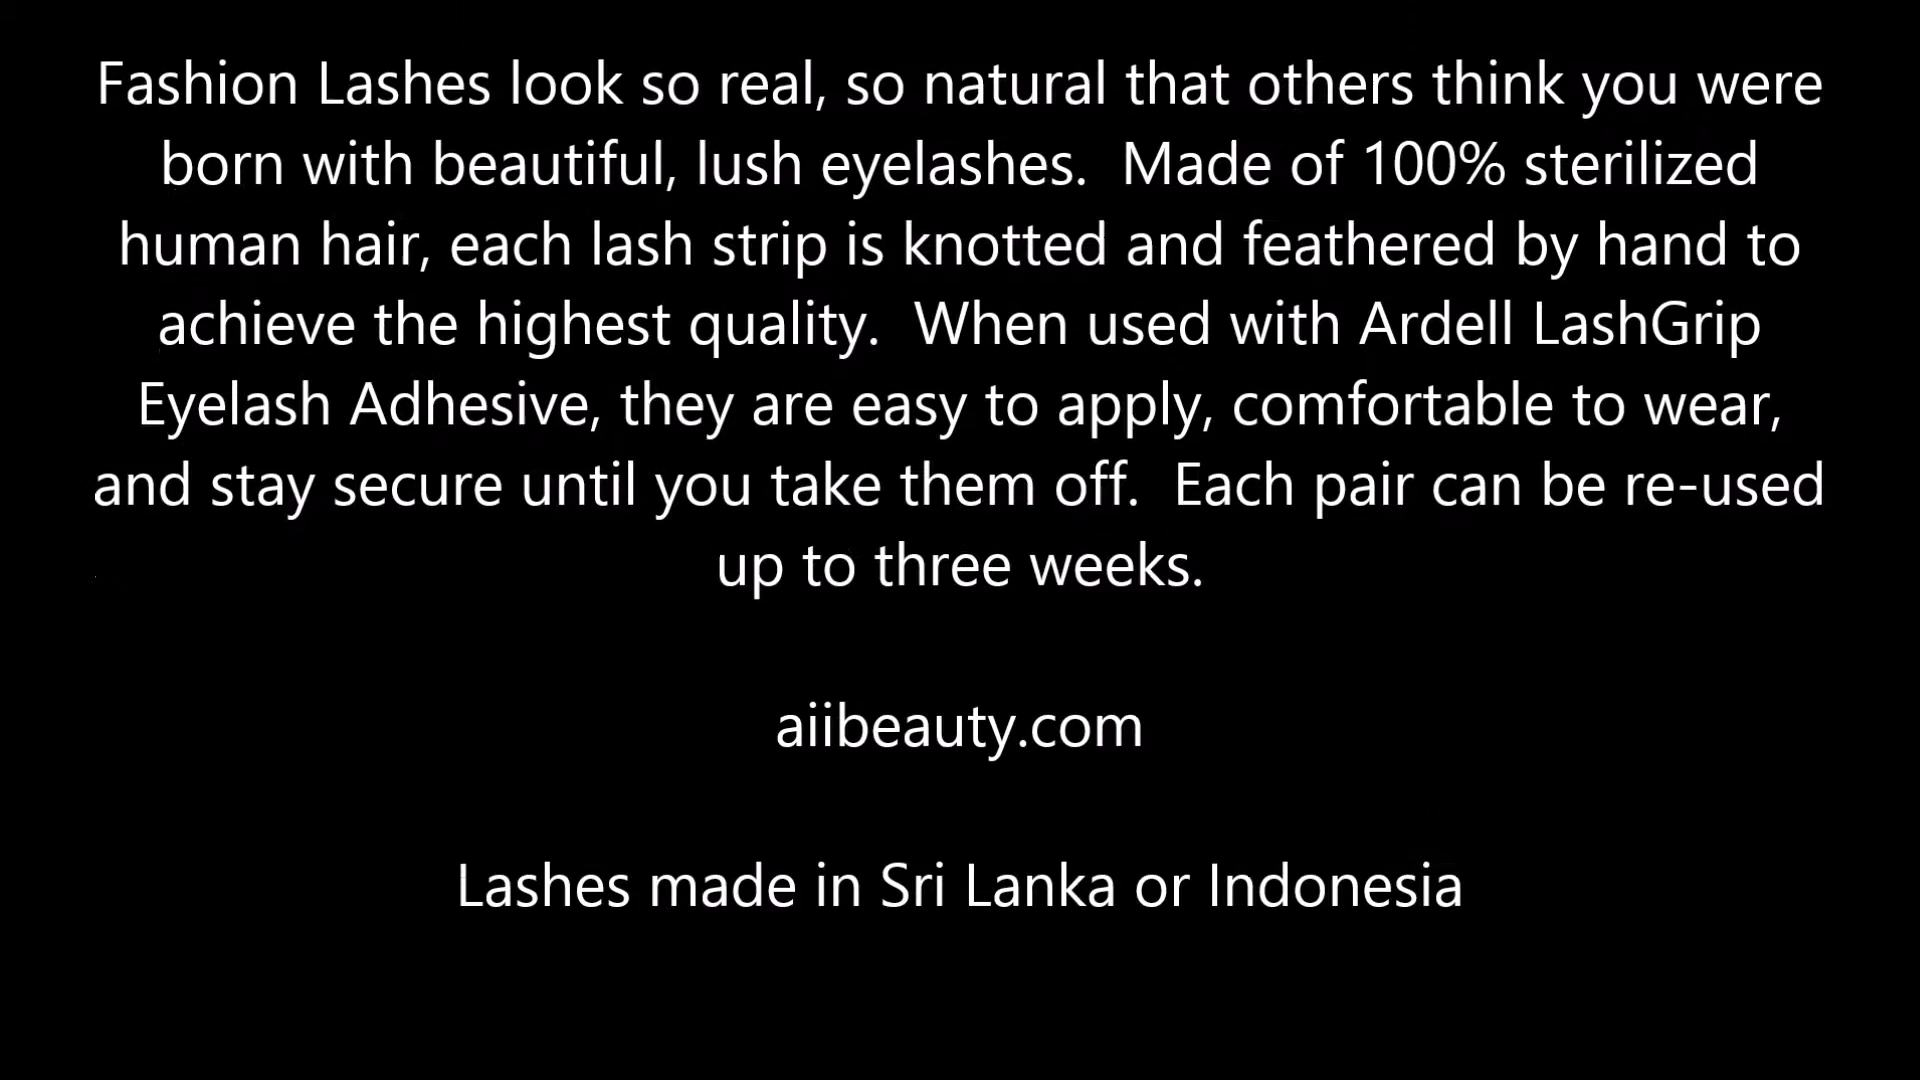 Fashion Lashes look so real, so natural that others think you were
born with beautiful, lush eyelashes.  Made of 100% sterilized
human hair, each lash strip is knotted and feathered by hand to
achieve the highest quality.  When used with Ardell LashGrip
Eyelash Adhesive, they are easy to apply, comfortable to wear,
and stay secure until you take them off.  Each pair can be re-used
up to three weeks.
aiibeauty.com
Lashes made in Sri Lanka or Indonesia